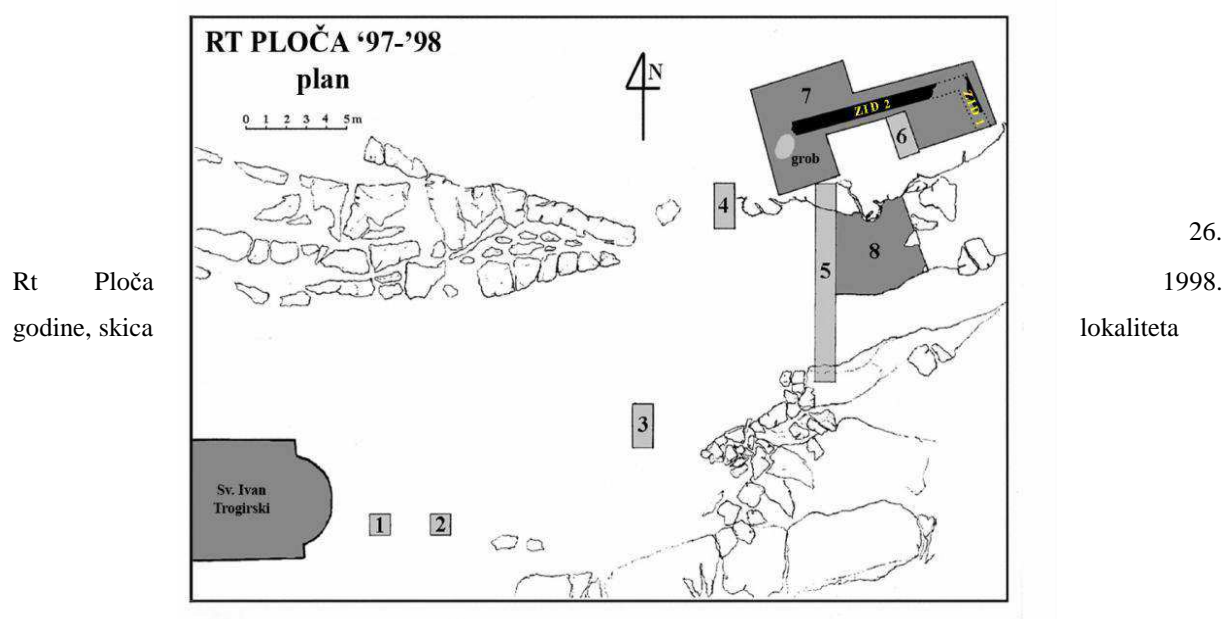 RT PLOČA ‘97-’98
plan
0 1 2 3 4 5 m
N
7
ZID 2
ZID 1
6
grob
4
5
8
3
Sv. Ivan
Trogirski
1
2
26.
Rt Ploča 1998.
godine, skica lokaliteta